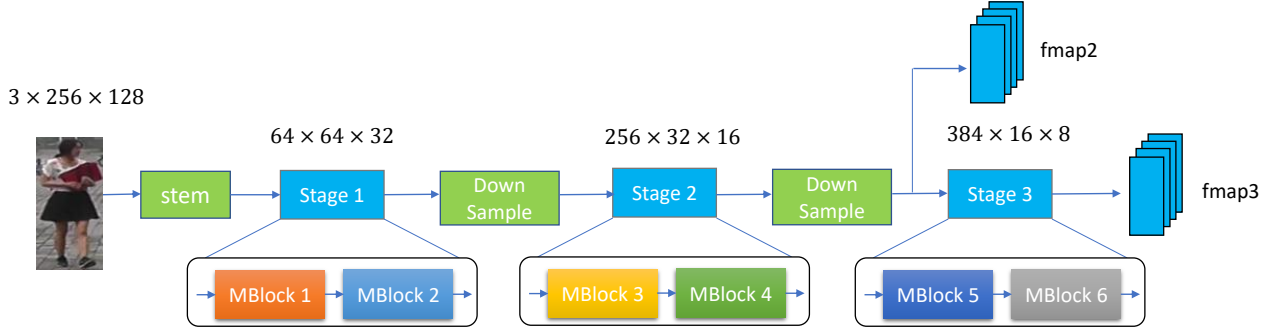 fmap2
3 × 256 × 128
64 × 64 × 32
256 × 32 × 16
384 × 16 × 8
stem
Stage 1
Down
Sample
Stage 2
Down
Sample
Stage 3
fmap3
MBlock 1
MBlock 2
MBlock 3
MBlock 4
MBlock 5
MBlock 6